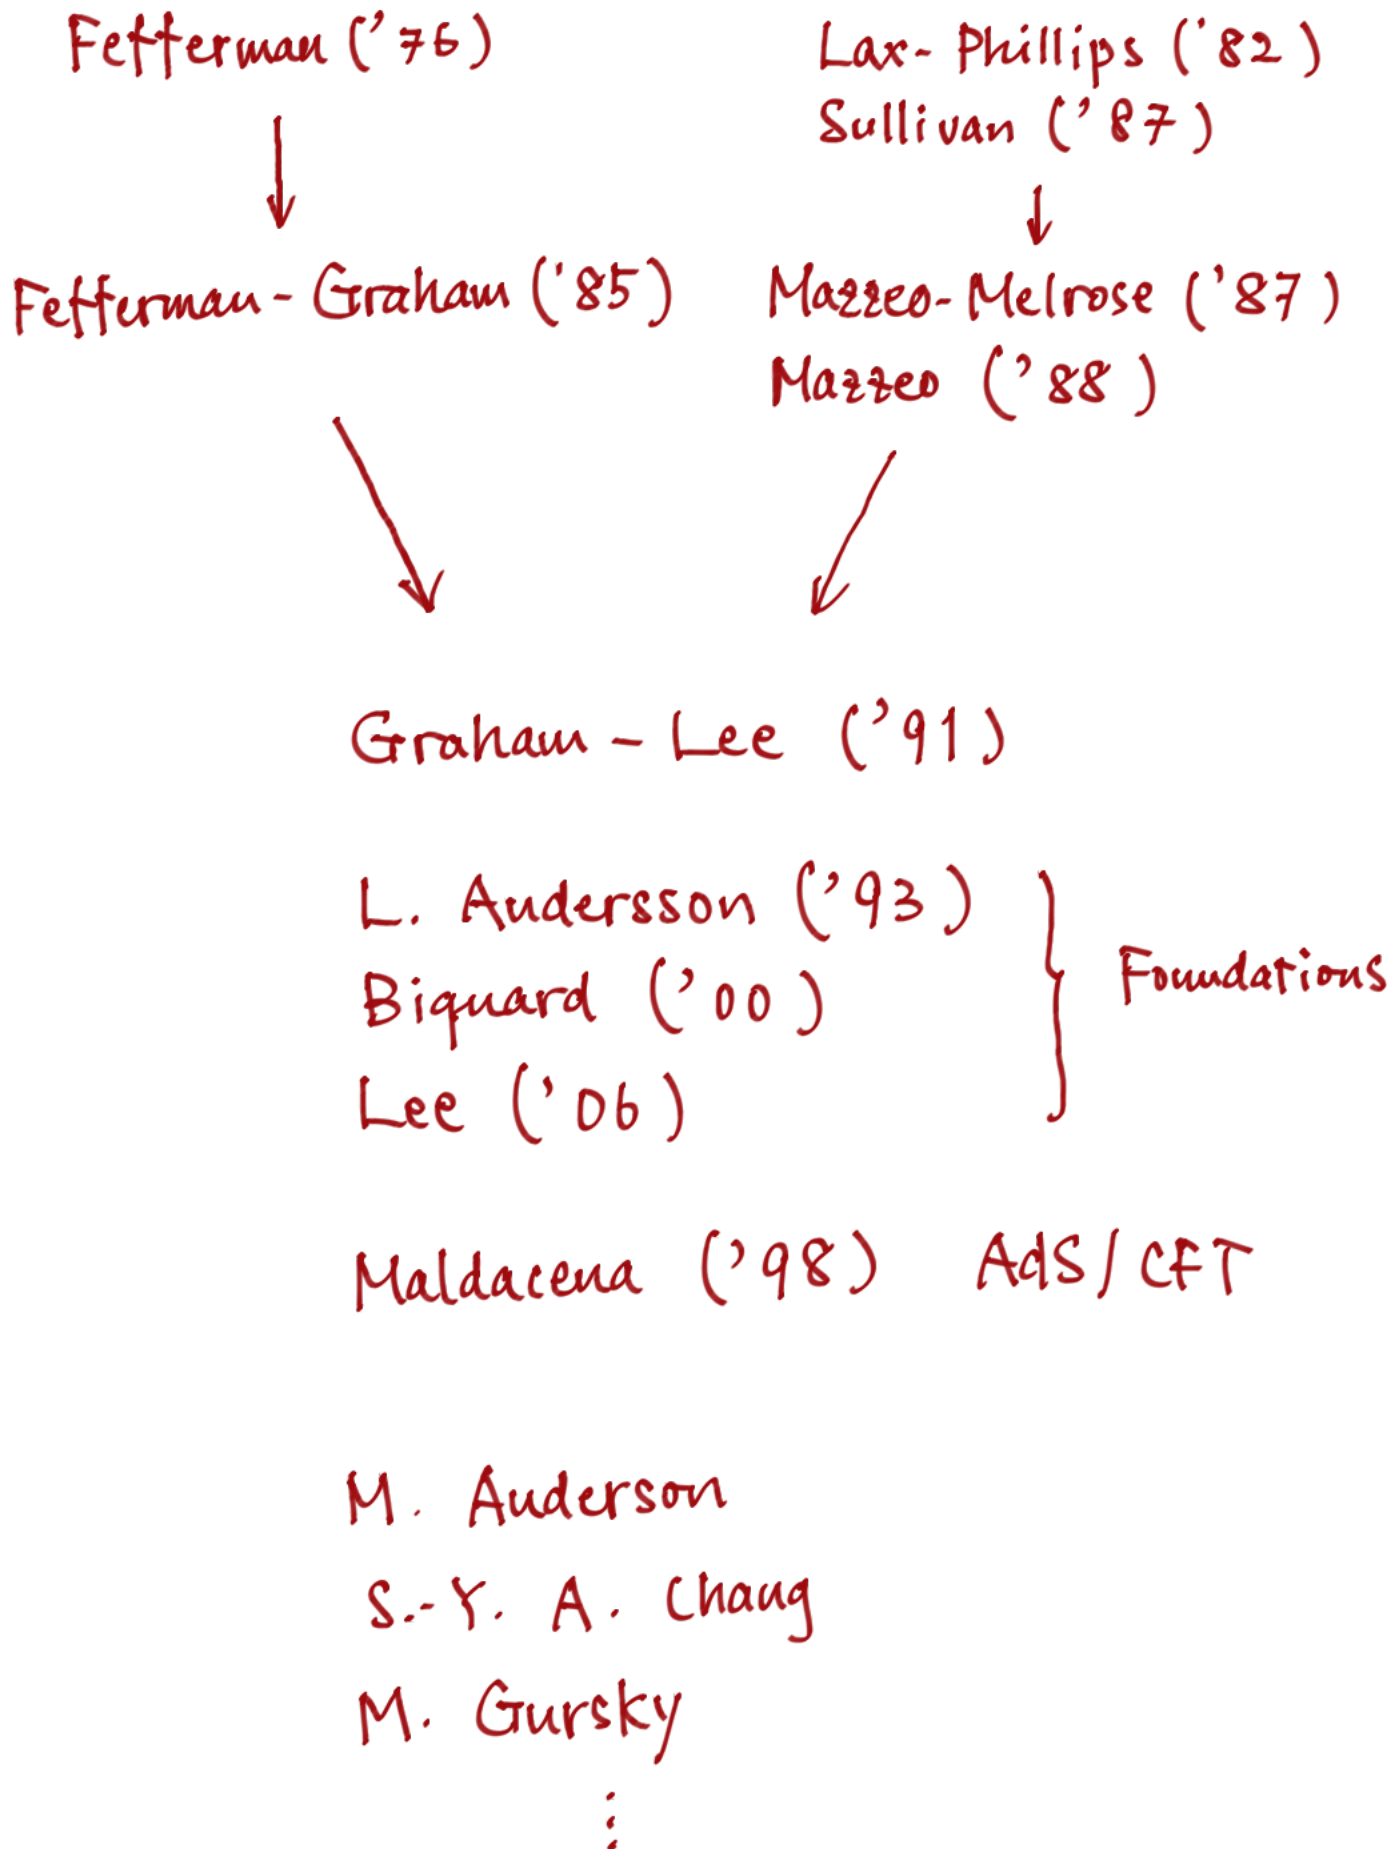 Fefferman ('76)
Lax-Phillips ('82)
Sullivan ('87)
Fefferman-Graham ('85)
Mazzeo-Melrose ('87)
Mazzeo ('88)
Graham - Lee ('91)
L. Andersson ('93)
Biquard ('00)
Lee ('06)
Foundations
Maldacena ('98) AdS/CFT
M. Anderson
S.-Y. A. Chang
M. Gursky
⋮